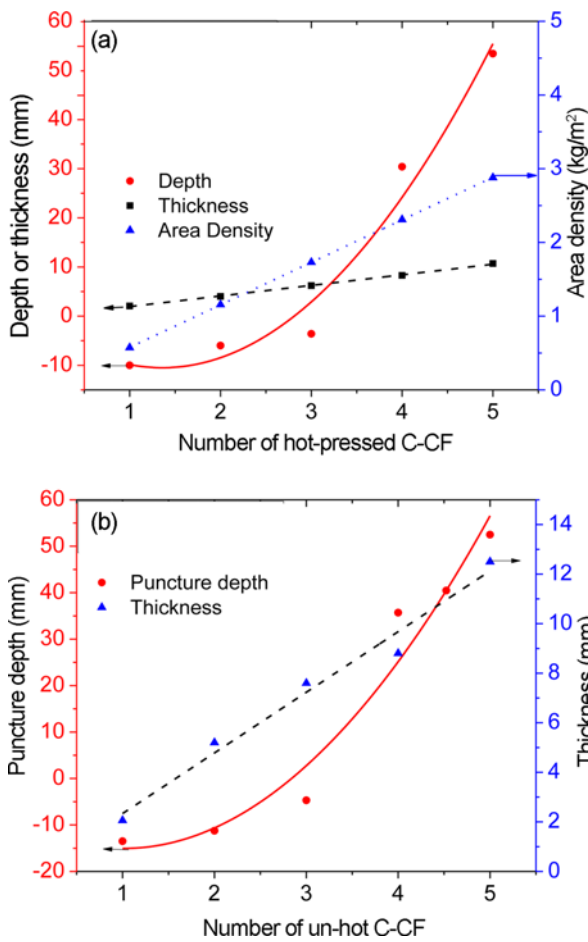 (a)
60
50
40
30
20
10
0
-10
Depth or thickness (mm)
Depth
Thickness
Area Density
5
4
3
2
1
0
Area density (kg/m²)
1 2 3 4 5
Number of hot-pressed C-CF
(b)
60
50
40
30
20
10
0
-10
-20
Puncture depth (mm)
Puncture depth
Thickness
14
12
10
8
6
4
2
0
Thickness (mm)
1 2 3 4 5
Number of un-hot C-CF